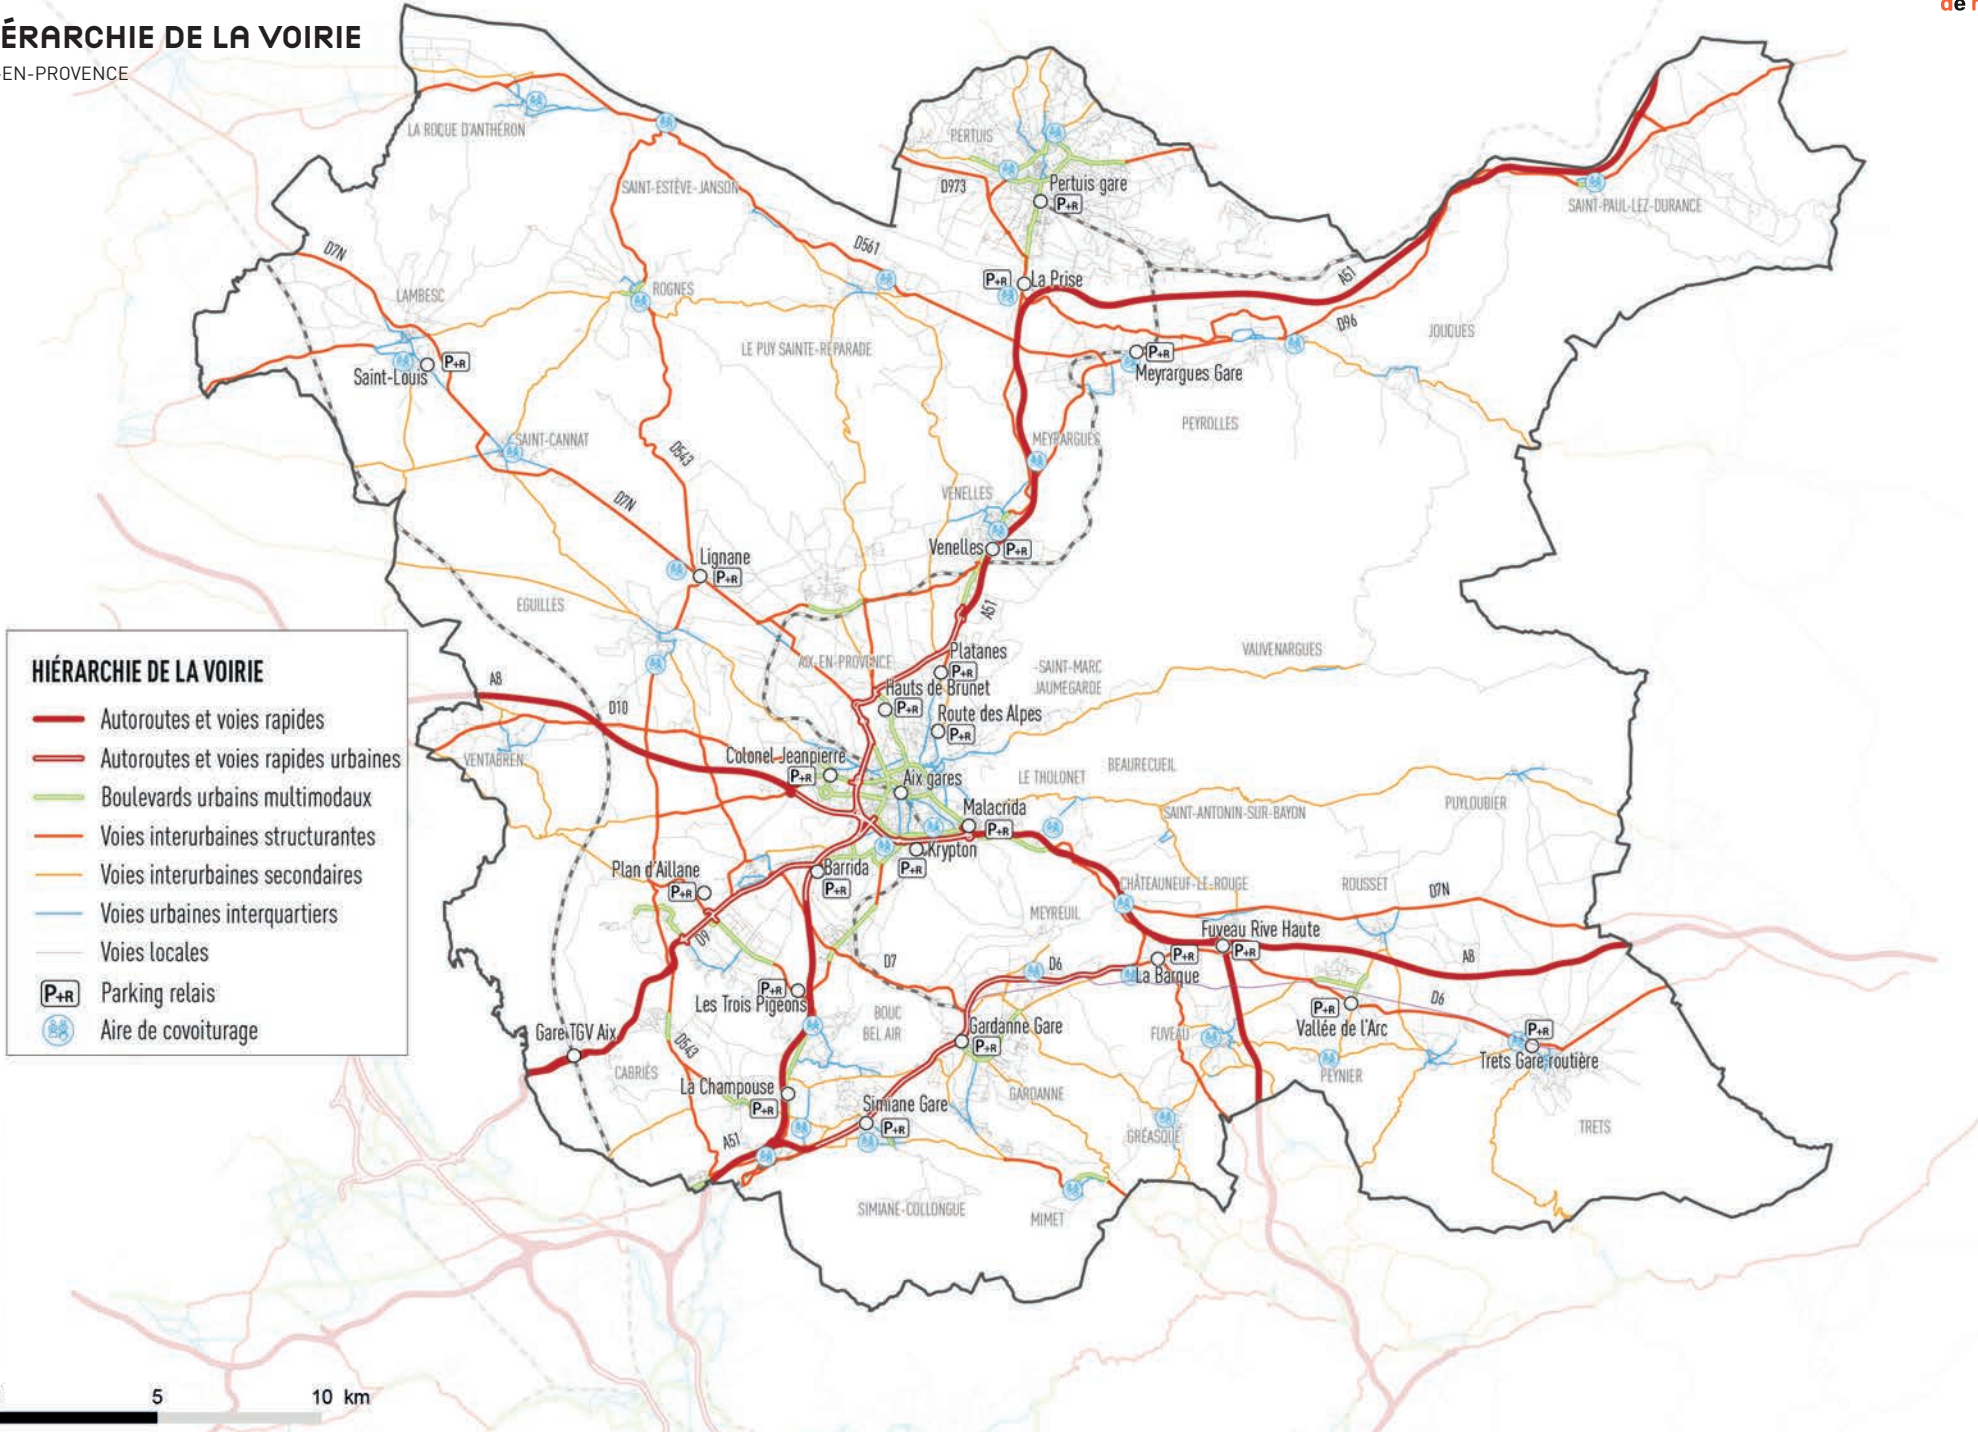 ÉRARCHIE DE LA VOIRIE
-EN-PROVENCE
de
LA ROQUE D'ANTHÉRON
PERTUIS
SAINT-ESTÈVE-JANSON
D973
Pertuis gare
P+R
SAINT-PAUL-LEZ-DURANCE
D7N
D561
LAMBESC
ROGNES
P+R
La Prise
A51
D96
JOUQUES
LE PUY SAINTE-RÉPARADE
Saint-Louis
P+R
P+R
Meyrargues Gare
PEYROLLES
SAINT-CANNAT
D543
MEYRARGUES
D7N
VENELLES
Venelles
P+R
Lignane
P+R
EGUILLES
A51
HIÉRARCHIE DE LA VOIRIE
Autoroutes et voies rapides
Autoroutes et voies rapides urbaines
Boulevards urbains multimodaux
Voies interurbaines structurantes
Voies interurbaines secondaires
Voies urbaines interquartiers
Voies locales
P+R
Parking relais
Aire de covoiturage
A8
D10
VENTABREN
AIX-EN-PROVENCE
Platanes
P+R
-SAINT-MARC
JAUMEGARDE
VAUVENARGUES
Hauts de Brunet
P+R
Route des Alpes
P+R
Colonel Jeanpierre
P+R
Aix gares
LE THOLONET
BEAURECUEIL
Malacrida
P+R
SAINT-ANTONIN-SUR-BAYON
PUYLOUBIER
Krypton
P+R
Plan d'Aillane
P+R
Barrida
P+R
CHÂTEAUNEUF-LE-ROUGE
ROUSSET
D7N
MEYREUIL
Fuveau Rive Haute
P+R
D9
D7
D6
P+R
La Barque
A8
P+R
Les Trois Pigeons
BOUC
BEL AIR
D6
P+R
Vallée de l'Arc
Gare TGV Aix
D543
Gardanne Gare
P+R
FUVEAU
P+R
Trets Gare routière
CABRIÈS
PEYNIER
La Champouse
P+R
GARDANNE
Simiane Gare
P+R
GRÉASQUE
TRETS
A51
SIMIANE-COLLONGUE
MIMET
5
10 km